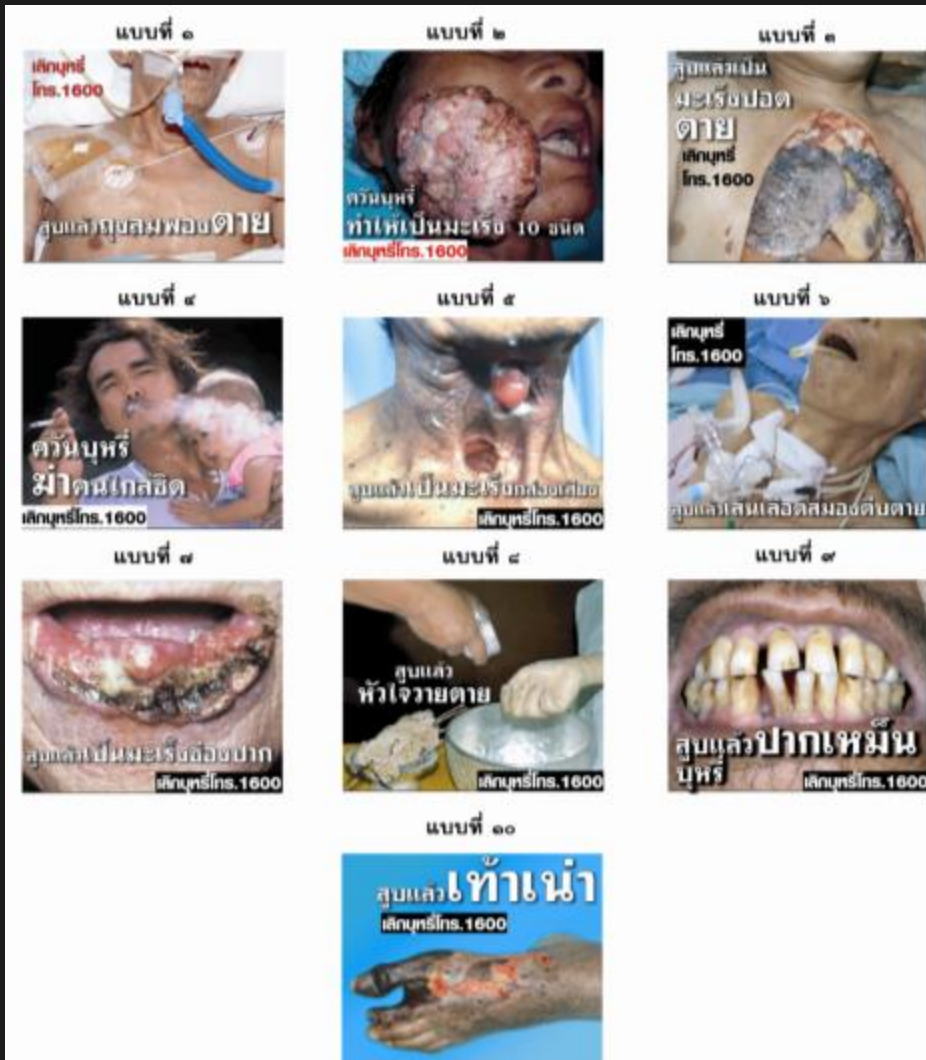 แบบที่ ๑
เลิกบุหรี่
โทร.1600
สูบแล้วถุงลมพองตาย
แบบที่ ๒
ควันบุหรี่
ทำให้เป็นมะเร็ง 10 ชนิด
เลิกบุหรี่โทร.1600
แบบที่ ๓
สูบแล้วเป็น
มะเร็งปอด
ตาย
เลิกบุหรี่
โทร.1600
แบบที่ ๔
ควันบุหรี่
ฆ่าคนใกล้ชิด
เลิกบุหรี่โทร.1600
แบบที่ ๕
สูบแล้วเป็นมะเร็งกล่องเสียง
เลิกบุหรี่โทร.1600
แบบที่ ๖
เลิกบุหรี่
โทร.1600
สูบแล้วเส้นเลือดสมองตีบตาย
แบบที่ ๗
สูบแล้วเป็นมะเร็งช่องปาก
เลิกบุหรี่โทร.1600
แบบที่ ๘
สูบแล้ว
หัวใจวายตาย
เลิกบุหรี่โทร.1600
แบบที่ ๙
สูบแล้วปากเหม็น
บุหรี่
เลิกบุหรี่โทร.1600
แบบที่ ๑๐
สูบแล้วเท้าเน่า
เลิกบุหรี่โทร.1600